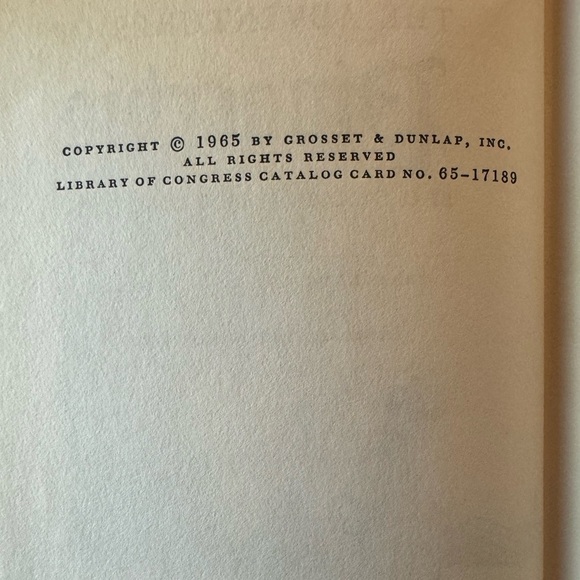 COPYRIGHT © 1965 BY GROSSET & DUNLAP, INC.
ALL RIGHTS RESERVED
LIBRARY OF CONGRESS CATALOG CARD NO. 65-17189